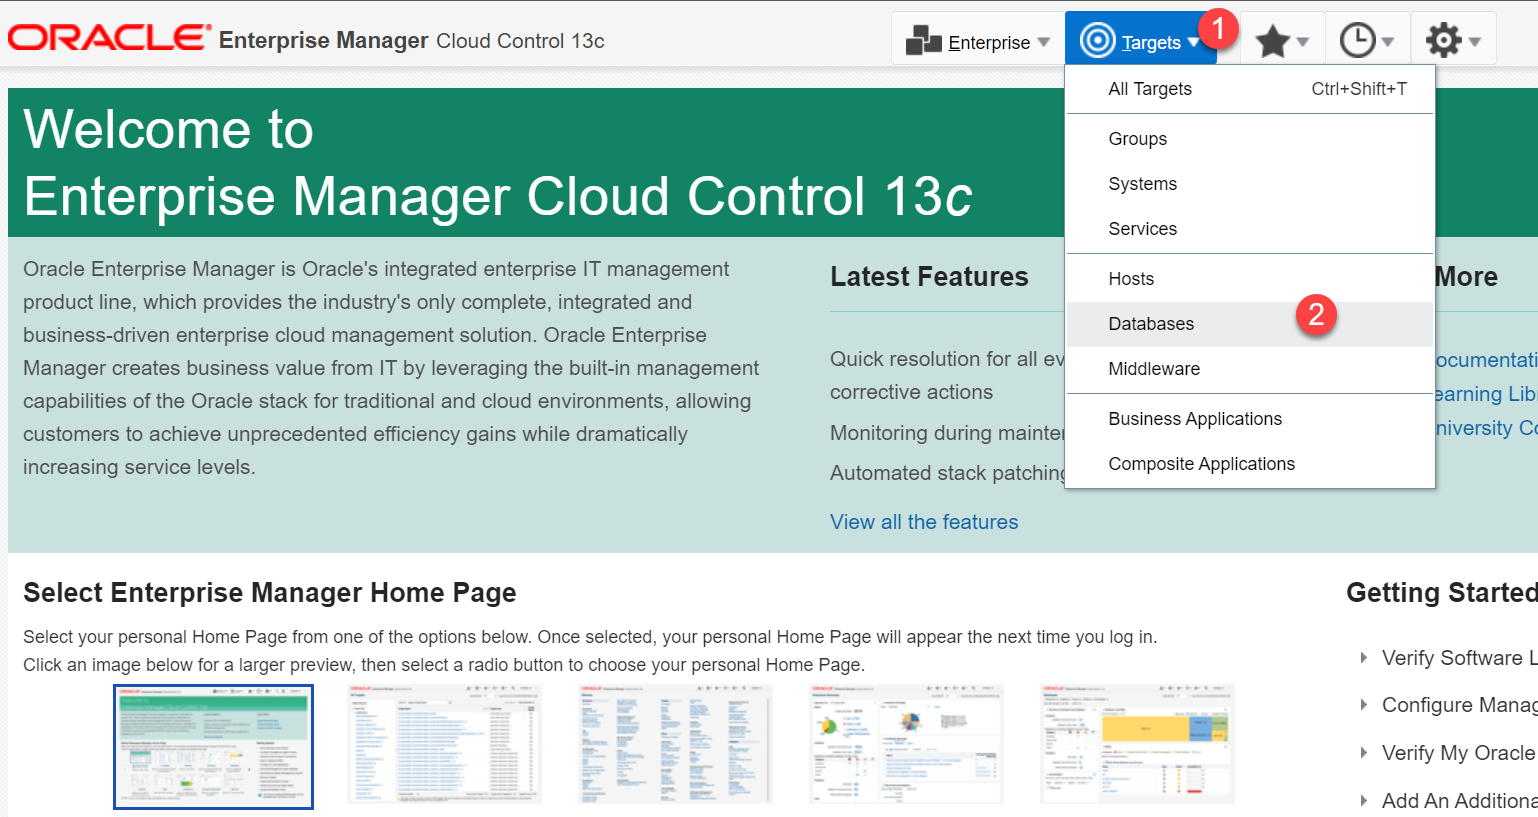 ORACLE® Enterprise Manager Cloud Control 13c
Enterprise
Targets
1
All Targets Ctrl+Shift+T
Groups
Systems
Services
Hosts
Databases
2
Middleware
Business Applications
Composite Applications
Welcome to
Enterprise Manager Cloud Control 13c
Oracle Enterprise Manager is Oracle's integrated enterprise IT management
product line, which provides the industry's only complete, integrated and
business-driven enterprise cloud management solution. Oracle Enterprise
Manager creates business value from IT by leveraging the built-in management
capabilities of the Oracle stack for traditional and cloud environments, allowing
customers to achieve unprecedented efficiency gains while dramatically
increasing service levels.
Latest Features
Quick resolution for all ev
corrective actions
Monitoring during mainte
Automated stack patching
View all the features
More
ocumentati
earning Lib
niversity Co
Select Enterprise Manager Home Page
Select your personal Home Page from one of the options below. Once selected, your personal Home Page will appear the next time you log in.
Click an image below for a larger preview, then select a radio button to choose your personal Home Page.
Getting Started
Verify Software L
Configure Manag
Verify My Oracle
Add An Additiona